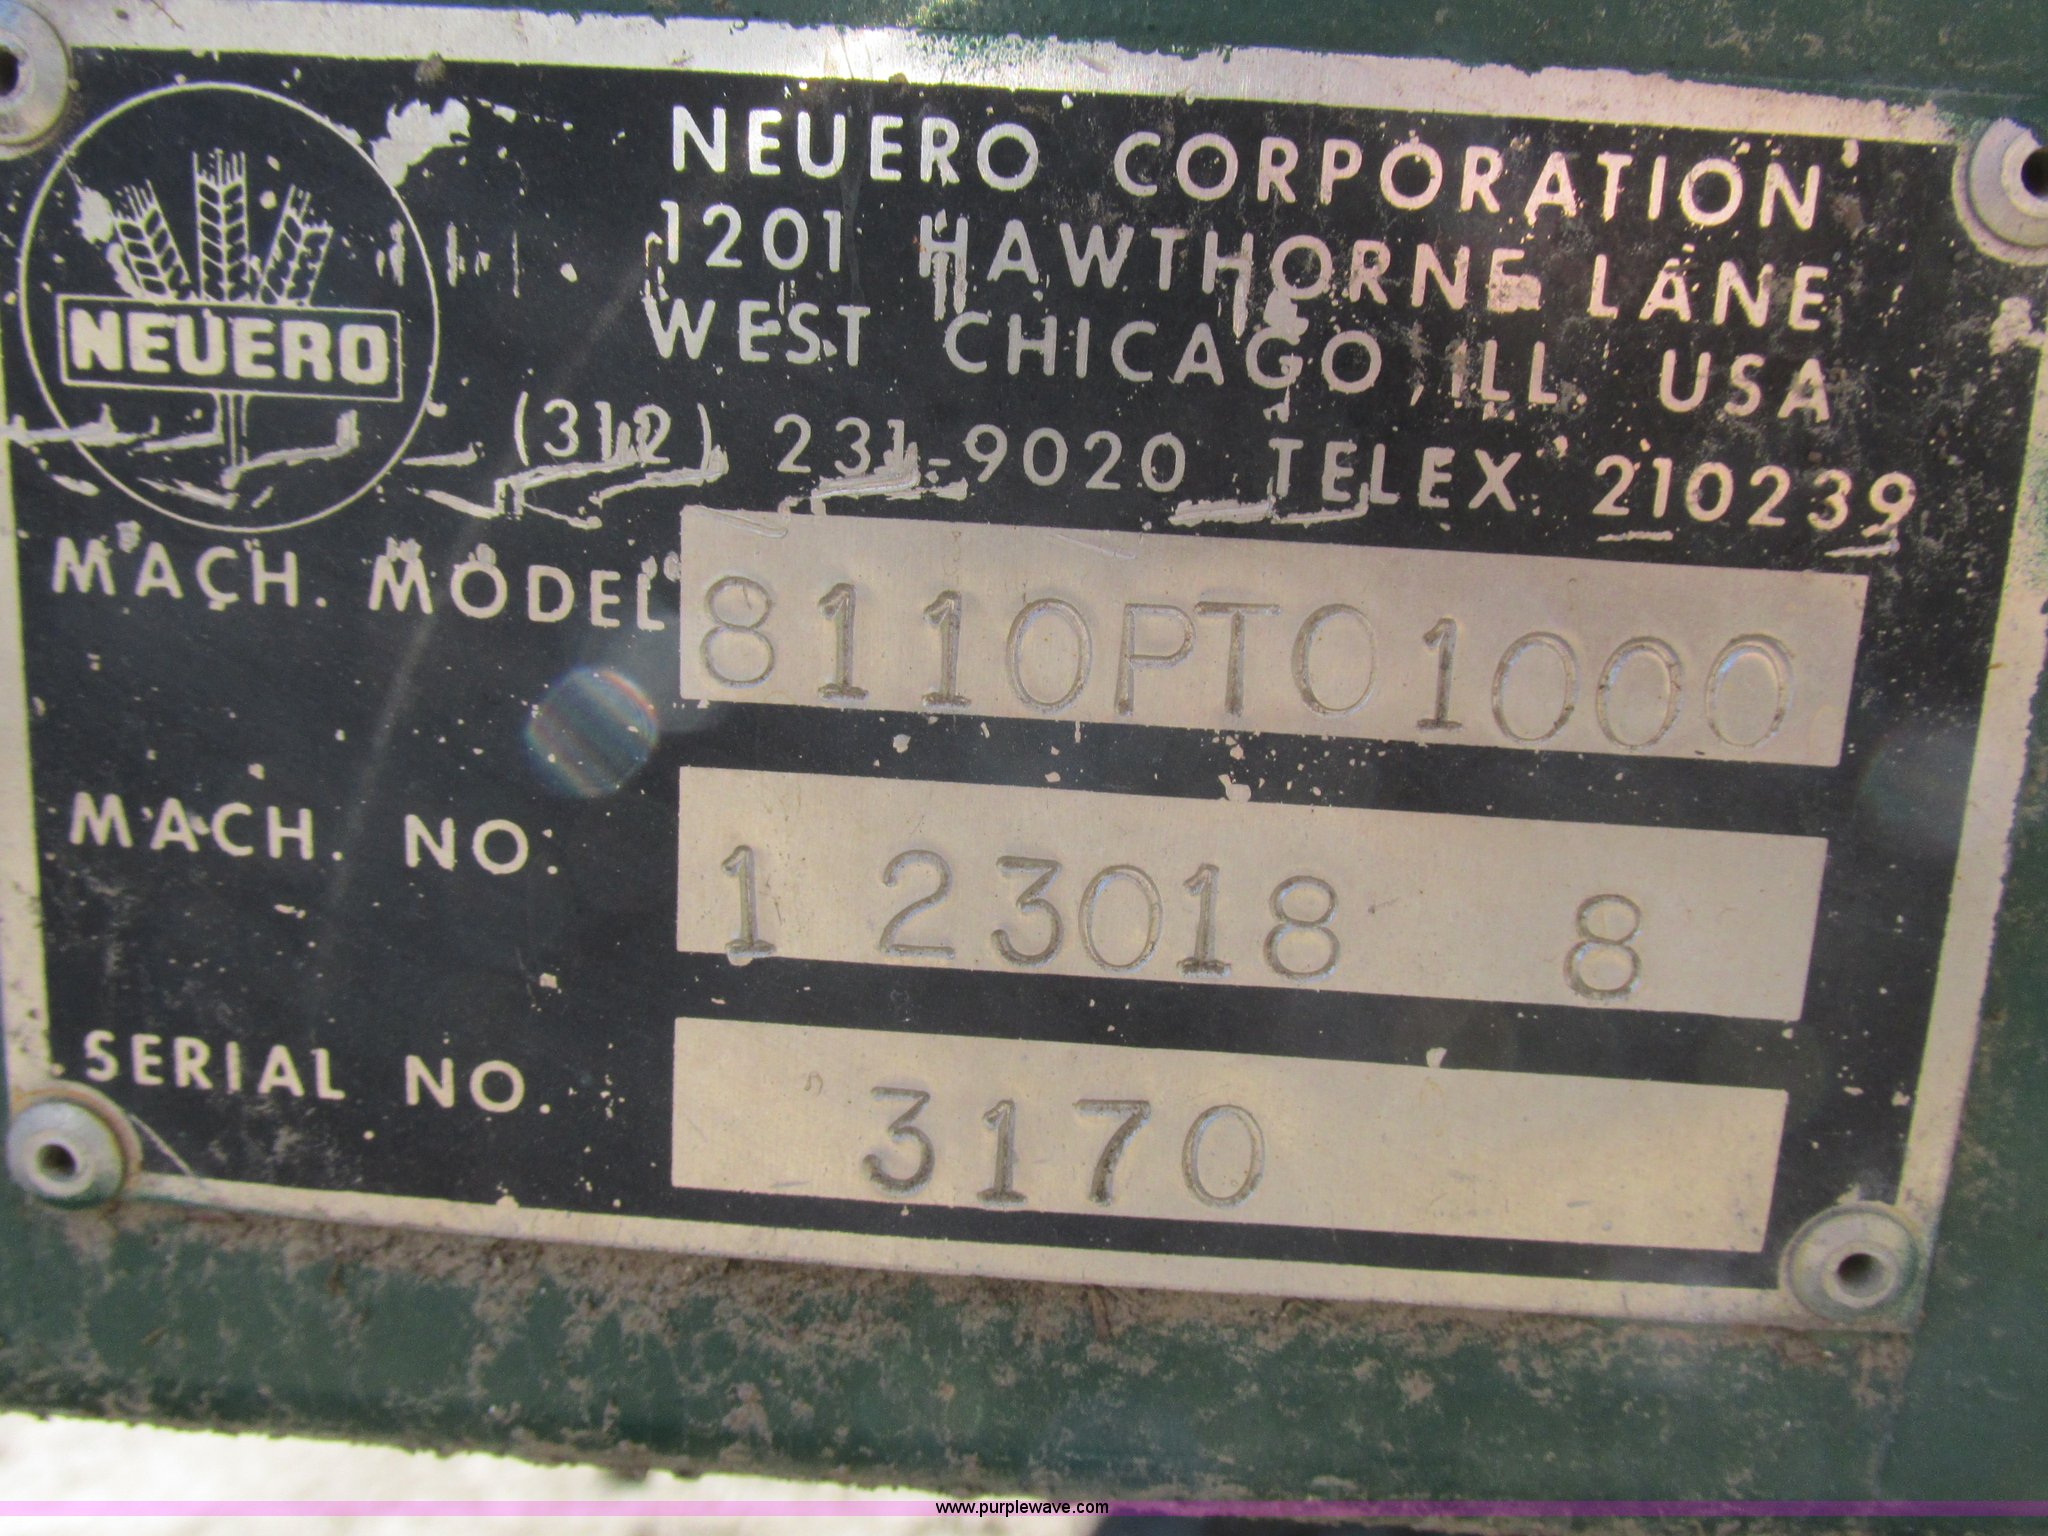 NEUERO
NEUERO CORPORATION
1201 HAWTHORNE LANE
WEST CHICAGO, ILL. USA
(312) 231-9020 TELEX 210239
MACH. MODEL 8110PTO1000
MACH. NO. 1 23018 8
SERIAL NO. 3170
www.purplewave.com